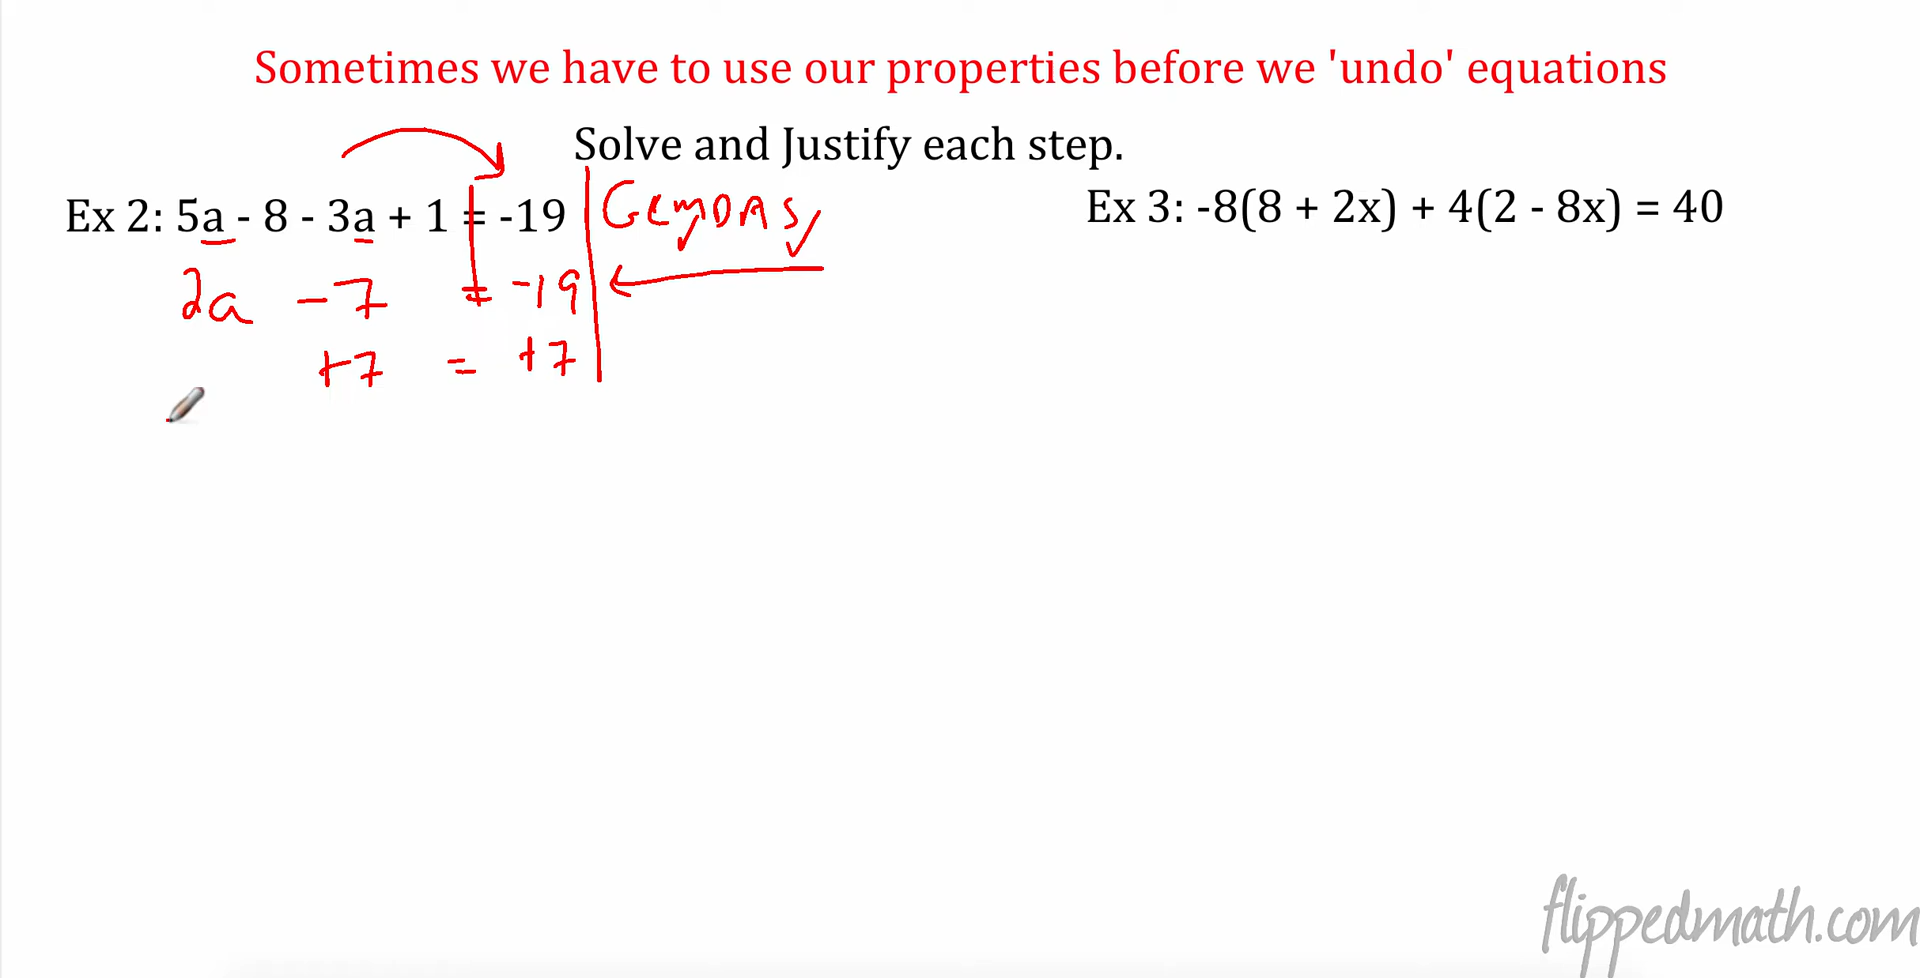 Sometimes we have to use our properties before we 'undo' equations
Solve and Justify each step.
Ex 2: 5a - 8 - 3a + 1 = -19
GEMDAS
2a - 7 = -19
+7 = +7
Ex 3: -8(8 + 2x) + 4(2 - 8x) = 40
flippedmath.com